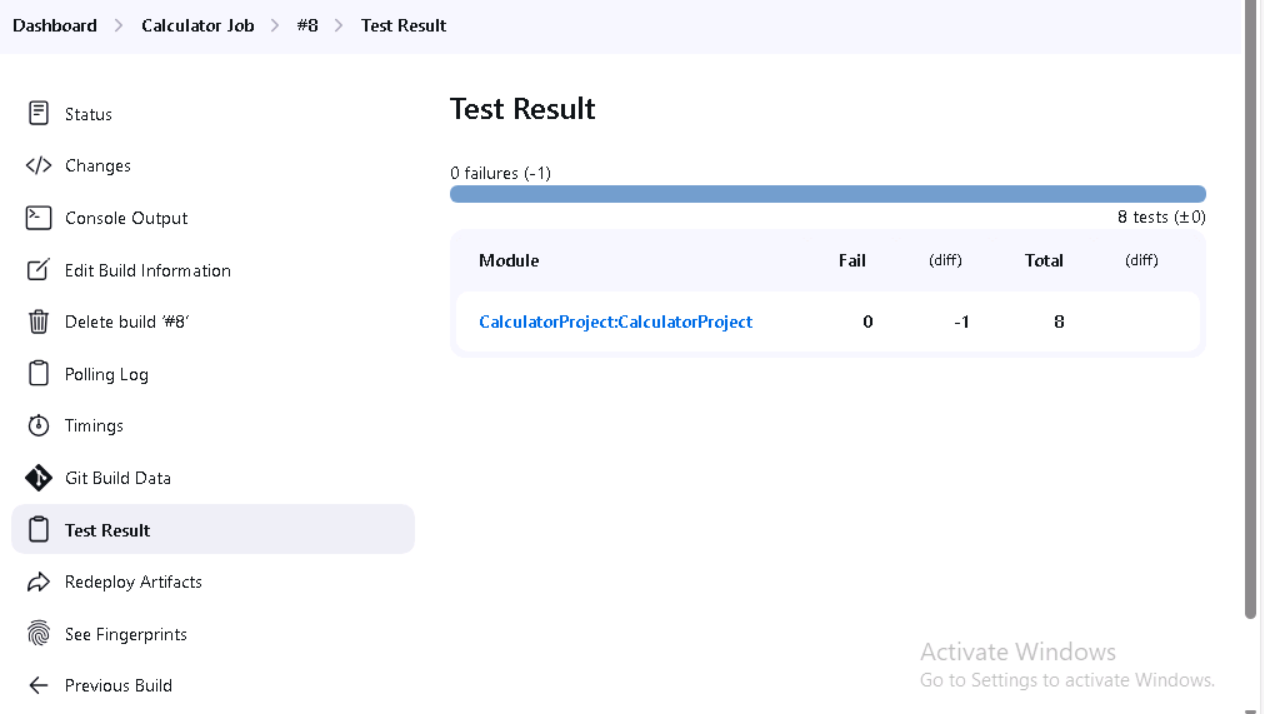 Dashboard > Calculator Job > #8 > Test Result
Status
Changes
Console Output
Edit Build Information
Delete build ‘#8’
Polling Log
Timings
Git Build Data
Test Result
Redeploy Artifacts
See Fingerprints
Previous Build
Test Result
0 failures (-1)
8 tests (±0)
Module Fail (diff) Total (diff)
CalculatorProject:CalculatorProject 0 -1 8
Activate Windows
Go to Settings to activate Windows.